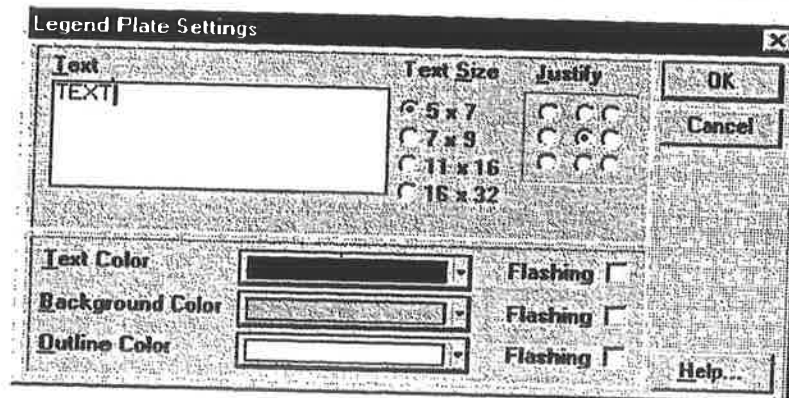 Legend Plate Settings
Text
TEXT
Text Size
5 x 7
7 x 9
11 x 16
16 x 32
Justify
OK
Cancel
Text Color
Flashing
Background Color
Flashing
Outline Color
Flashing
Help...